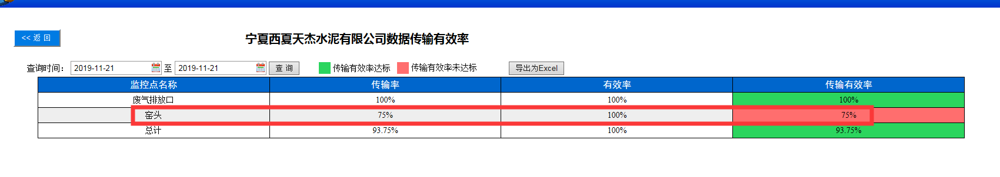 << 返 回
宁夏西夏天杰水泥有限公司数据传输有效率
查询时间： 2019-11-21 至 2019-11-21 查 询 传输有效率达标 传输有效率未达标 导出为Excel
监控点名称 传输率 有效率 传输有效率
废气排放口 100% 100% 100%
窑头 75% 100% 75%
总计 93.75% 100% 93.75%